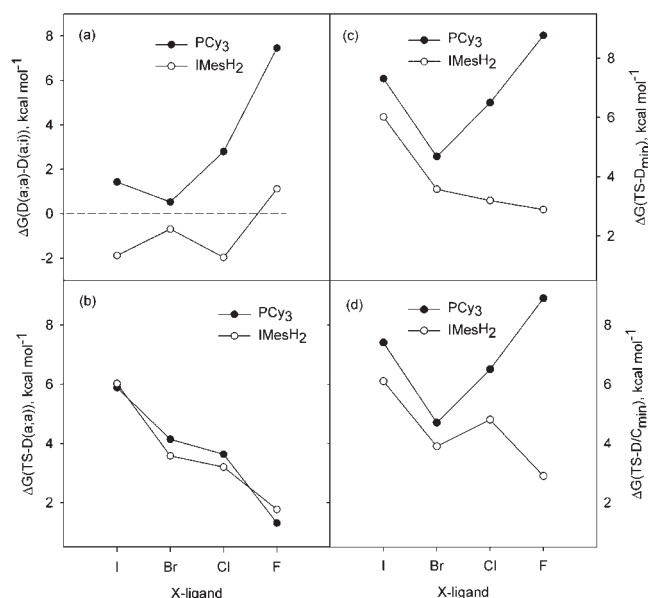 (a)
PCy3
IMesH2
8
6
4
2
0
-2
ΔG(D(a;a)-D(a;i)), kcal mol−1
(c)
PCy3
IMesH2
8
6
4
2
ΔG(TS-Dmin), kcal mol−1
(b)
PCy3
IMesH2
8
6
4
2
ΔG(TS-D(a;a)), kcal mol−1
I Br Cl F
X-ligand
(d)
PCy3
IMesH2
8
6
4
2
ΔG(TS-D/Cmin), kcal mol−1
I Br Cl F
X-ligand